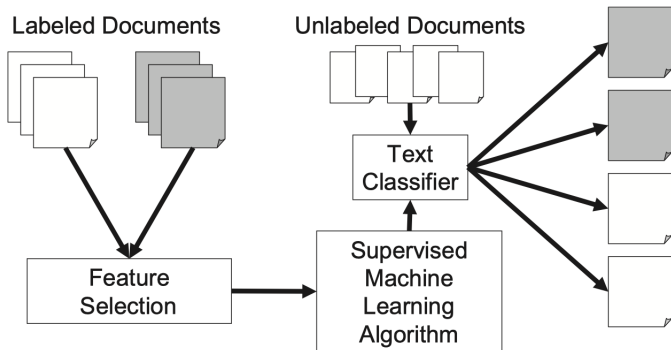 Labeled Documents
Unlabeled Documents
Text
Classifier
Feature
Selection
Supervised
Machine
Learning
Algorithm